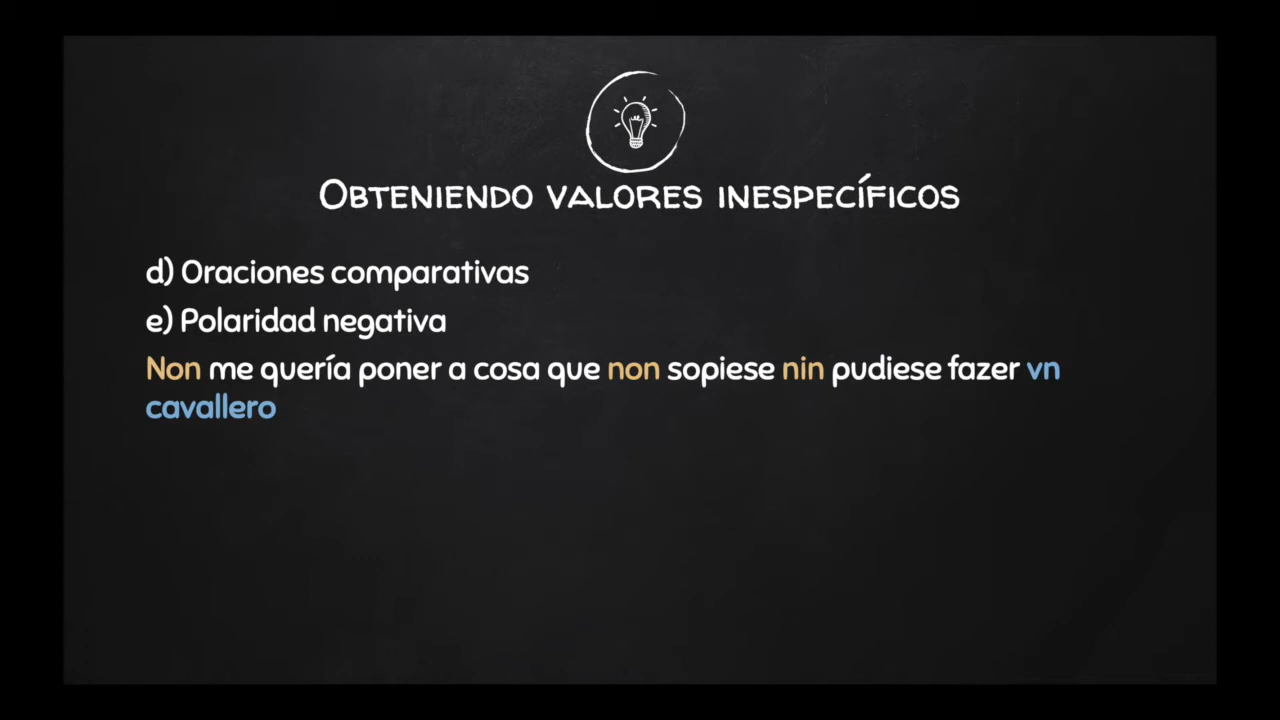 Obteniendo valores inespecíficos
d) Oraciones comparativas
e) Polaridad negativa
Non me quería poner a cosa que non sopiese nin pudiese fazer vn
cavallero